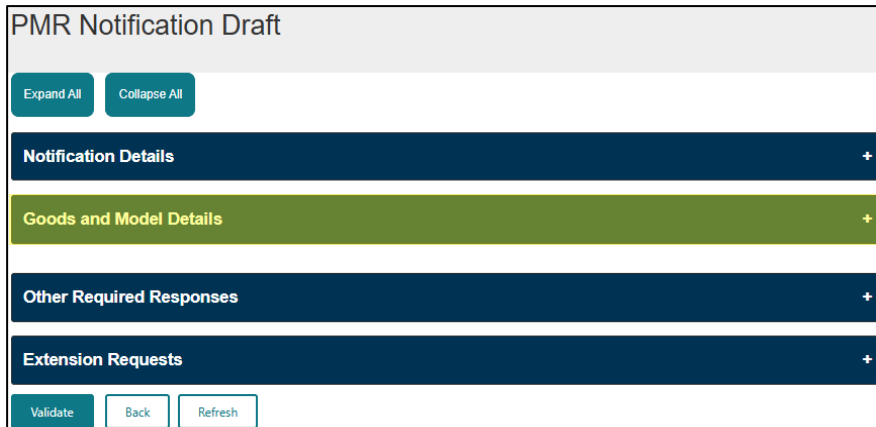 PMR Notification Draft
Expand All Collapse All
Notification Details +
Goods and Model Details +
Other Required Responses +
Extension Requests +
Validate Back Refresh